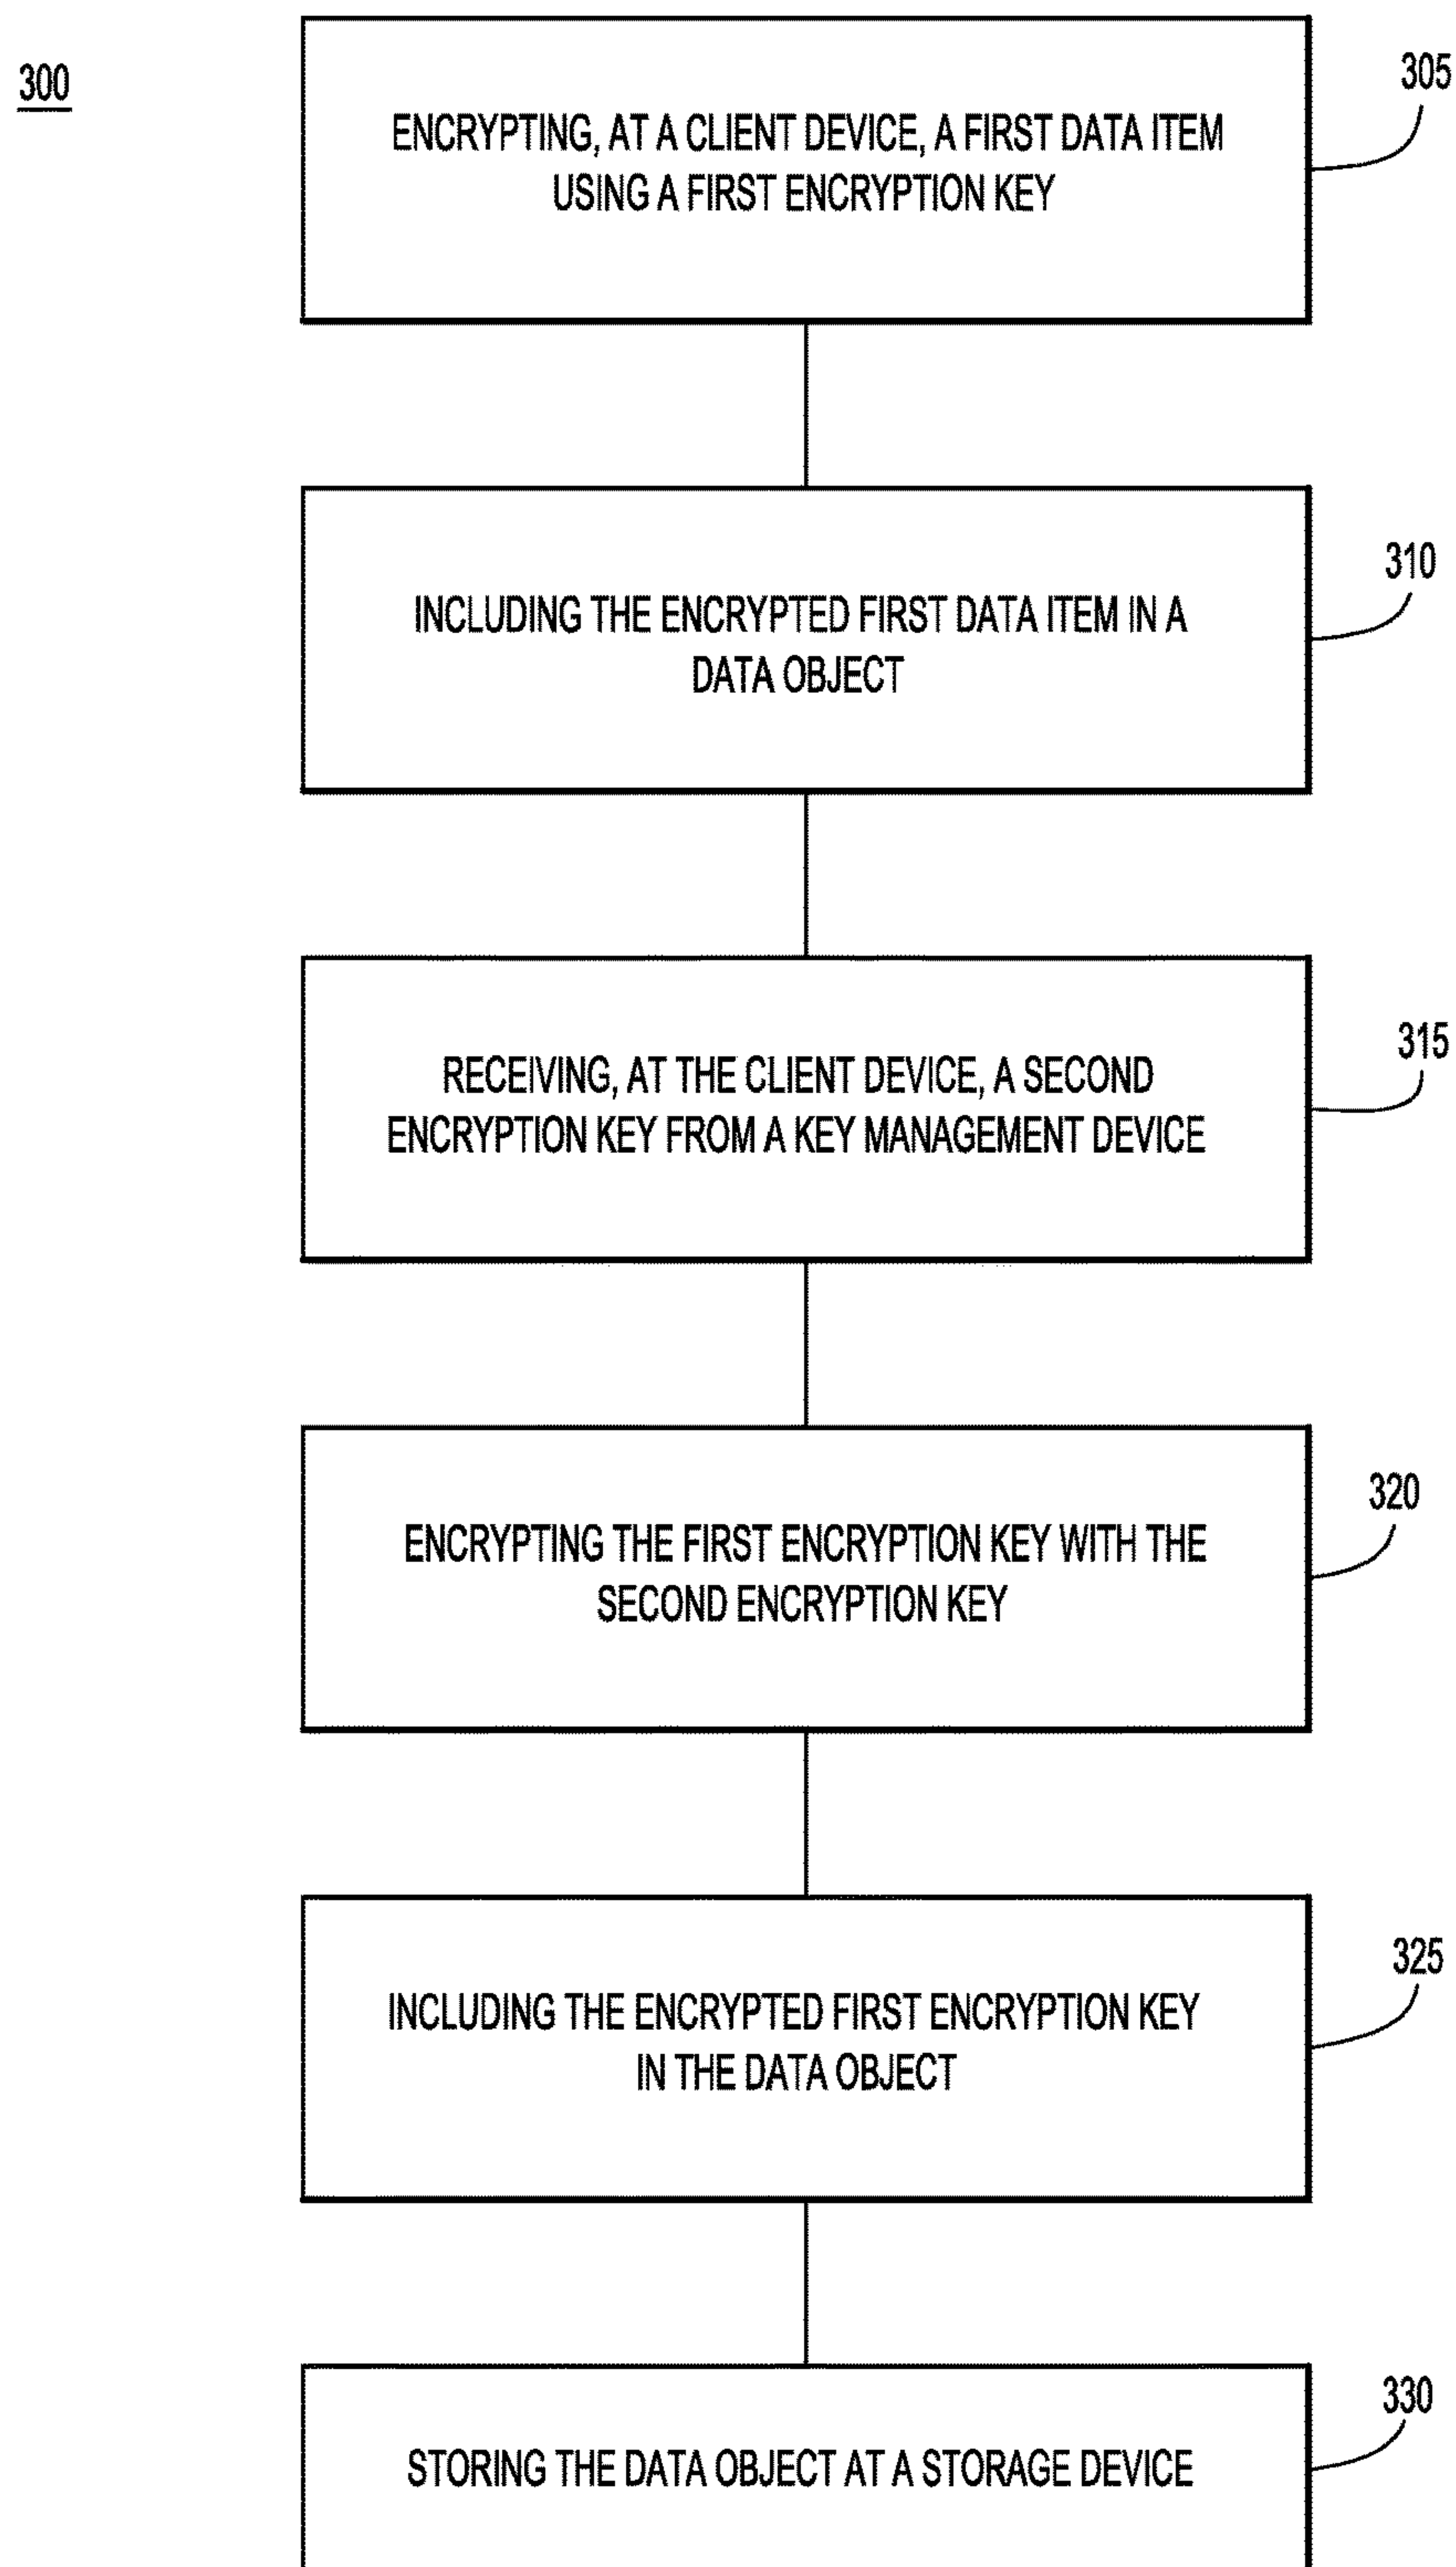 300
305
ENCRYPTING, AT A CLIENT DEVICE, A FIRST DATA ITEM
USING A FIRST ENCRYPTION KEY
310
INCLUDING THE ENCRYPTED FIRST DATA ITEM IN A
DATA OBJECT
315
RECEIVING, AT THE CLIENT DEVICE, A SECOND
ENCRYPTION KEY FROM A KEY MANAGEMENT DEVICE
320
ENCRYPTING THE FIRST ENCRYPTION KEY WITH THE
SECOND ENCRYPTION KEY
325
INCLUDING THE ENCRYPTED FIRST ENCRYPTION KEY
IN THE DATA OBJECT
330
STORING THE DATA OBJECT AT A STORAGE DEVICE